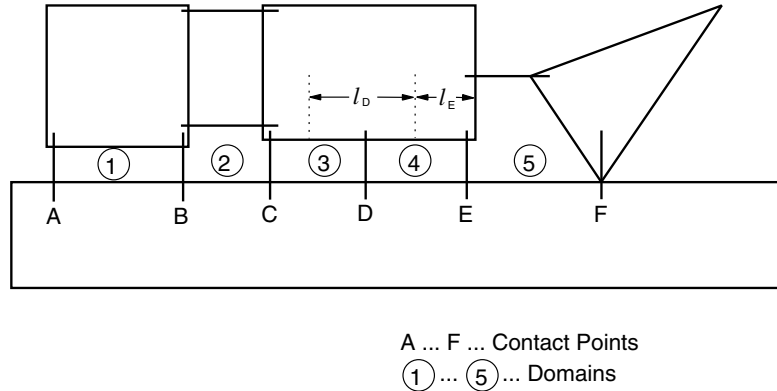 l_D l_E
1 2 3 4 5
A B C D E F
A ... F ... Contact Points
1 ... 5 ... Domains